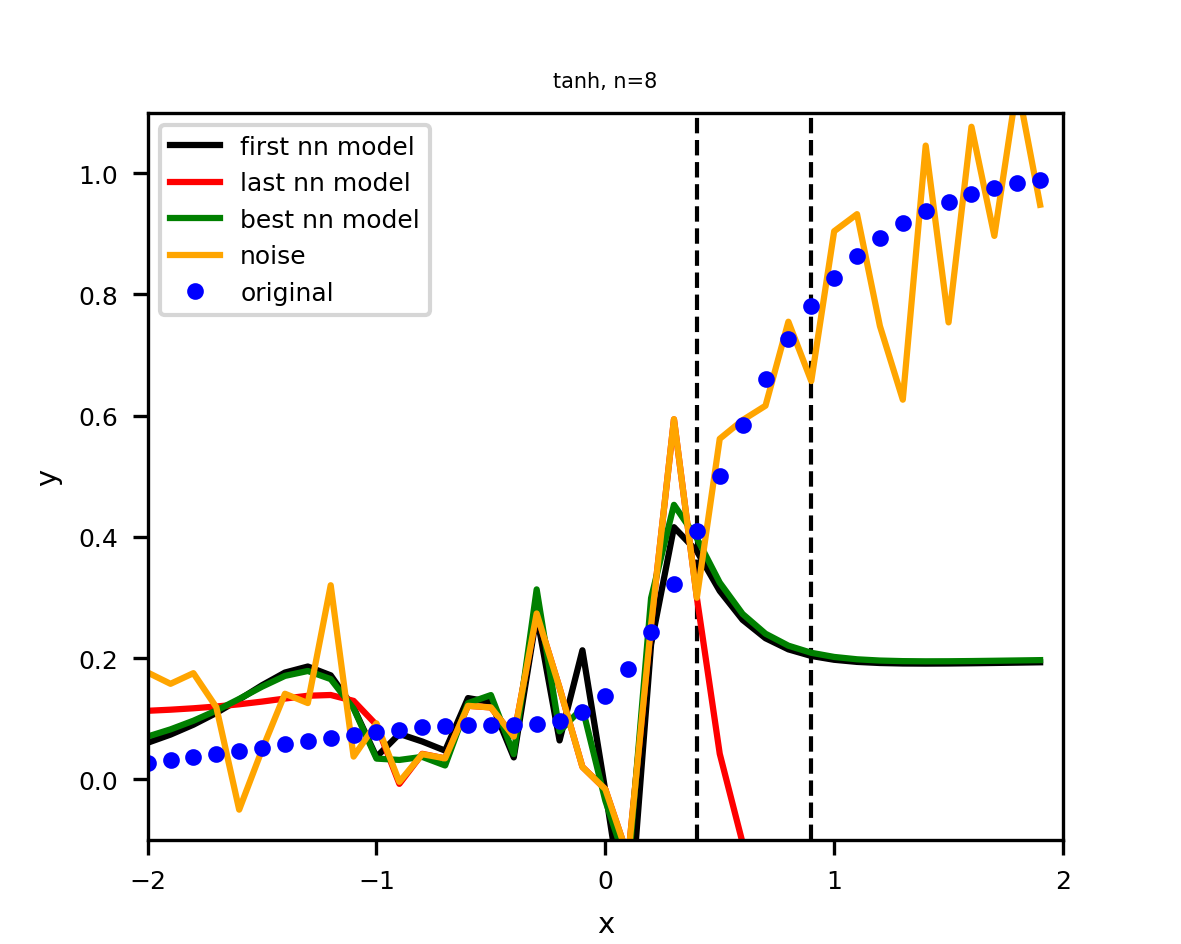 tanh, n=8
first nn model
last nn model
best nn model
noise
original
1.0
0.8
0.6
0.4
0.2
0.0
y
−2
−1
0
1
2
x